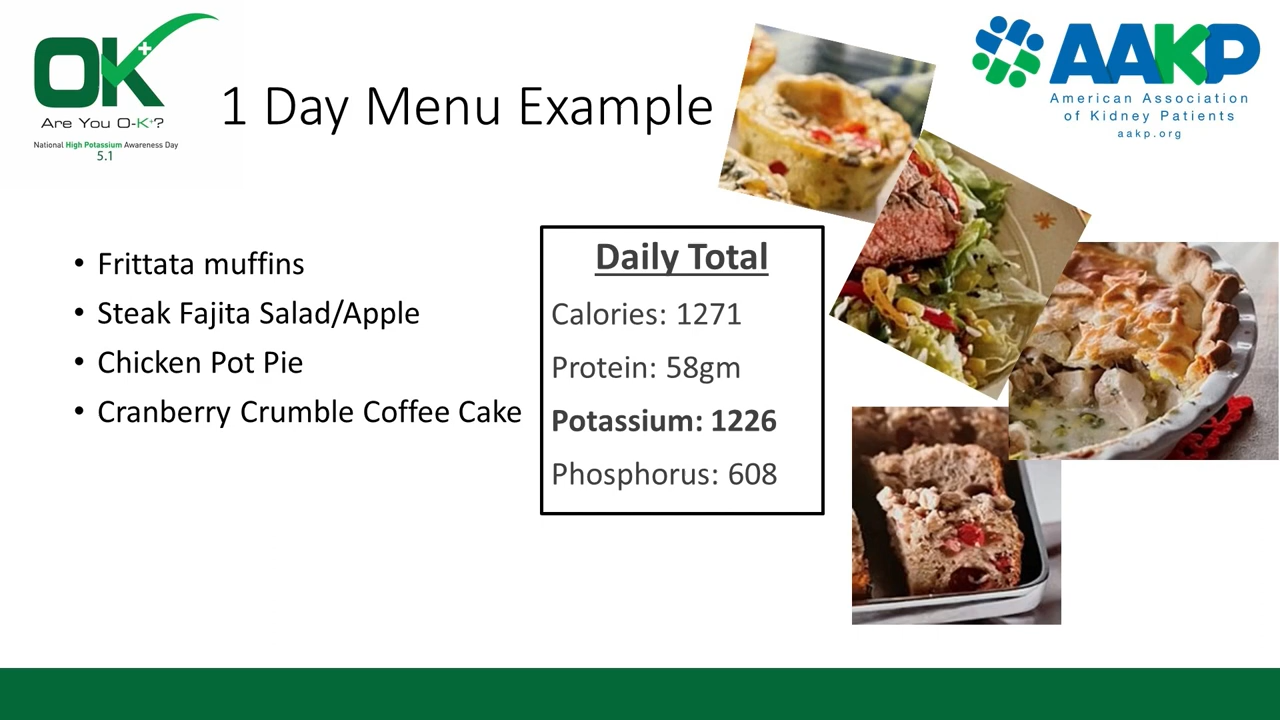 OK+
Are You O-K+?
National High Potassium Awareness Day
5.1
1 Day Menu Example
AAKP
American Association
of Kidney Patients
aakp.org
• Frittata muffins
• Steak Fajita Salad/Apple
• Chicken Pot Pie
• Cranberry Crumble Coffee Cake
Daily Total
Calories: 1271
Protein: 58gm
Potassium: 1226
Phosphorus: 608